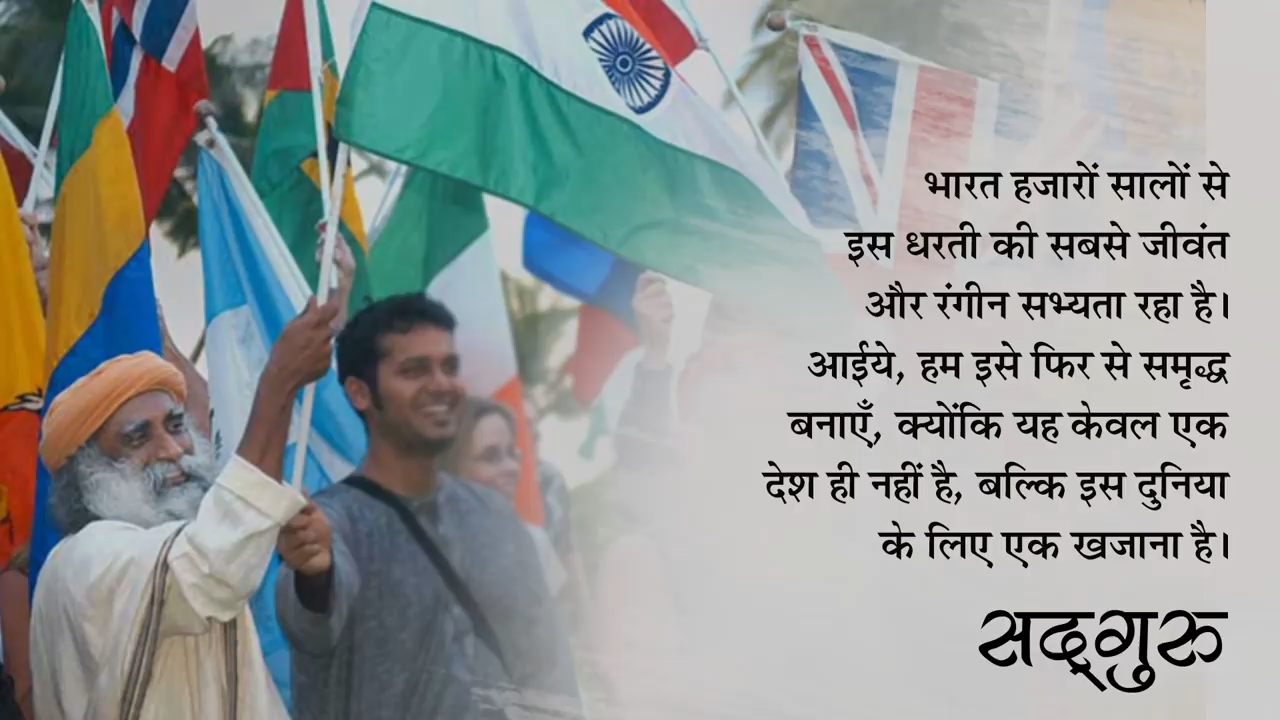 भारत हजारों सालों से
इस धरती की सबसे जीवंत
और रंगीन सभ्यता रहा है।
आईये, हम इसे फिर से समृद्ध
बनाएँ, क्योंकि यह केवल एक
देश ही नहीं है, बल्कि इस दुनिया
के लिए एक खजाना है।
सद्‌गुरु